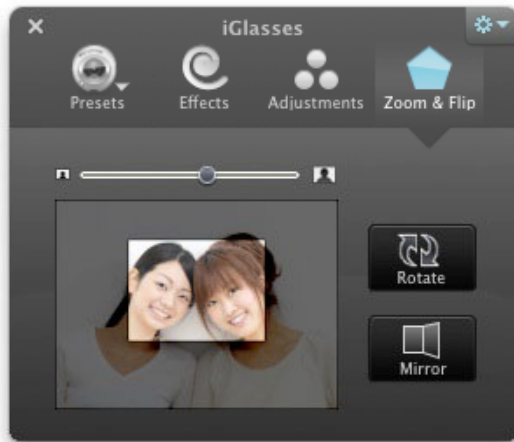 iGlasses
Presets
Effects
Adjustments
Zoom & Flip
Rotate
Mirror